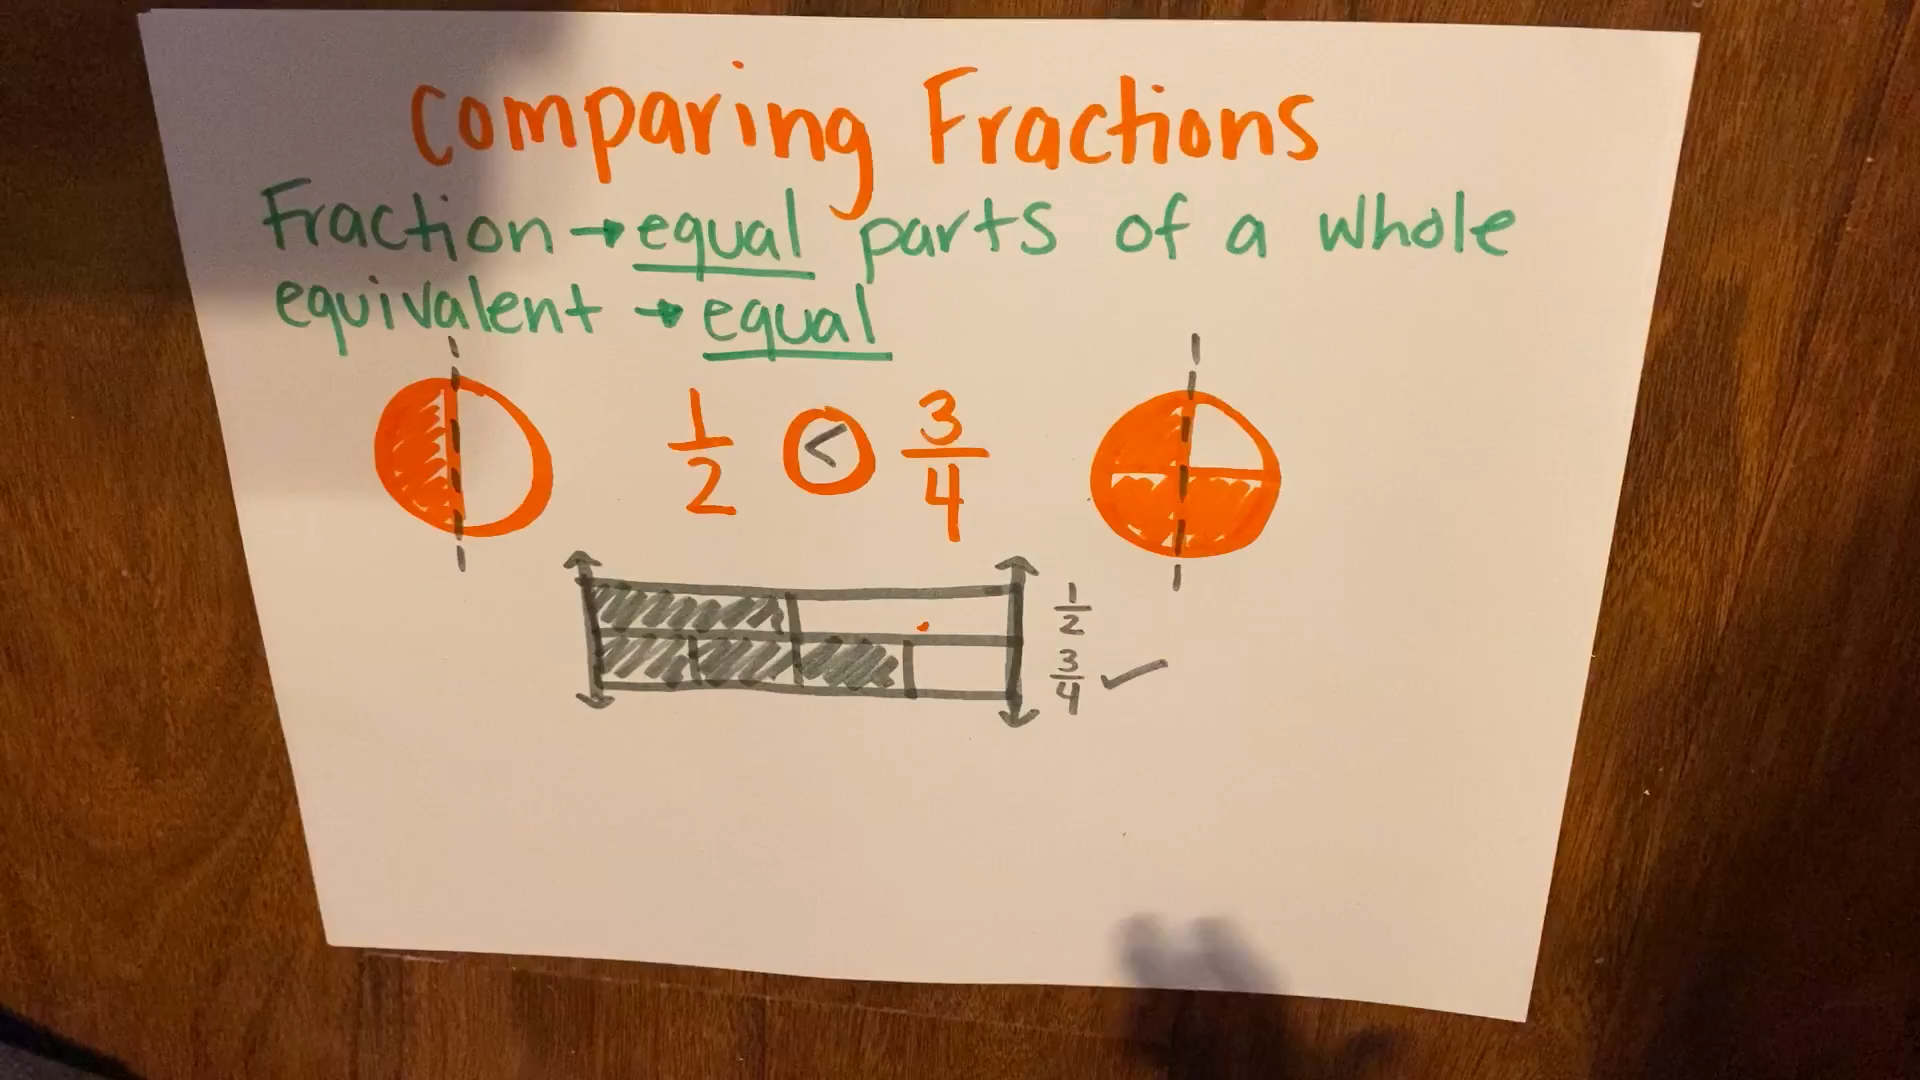 Comparing Fractions
Fraction → equal parts of a whole
equivalent → equal
1/2 < 3/4
1/2
3/4 ✓